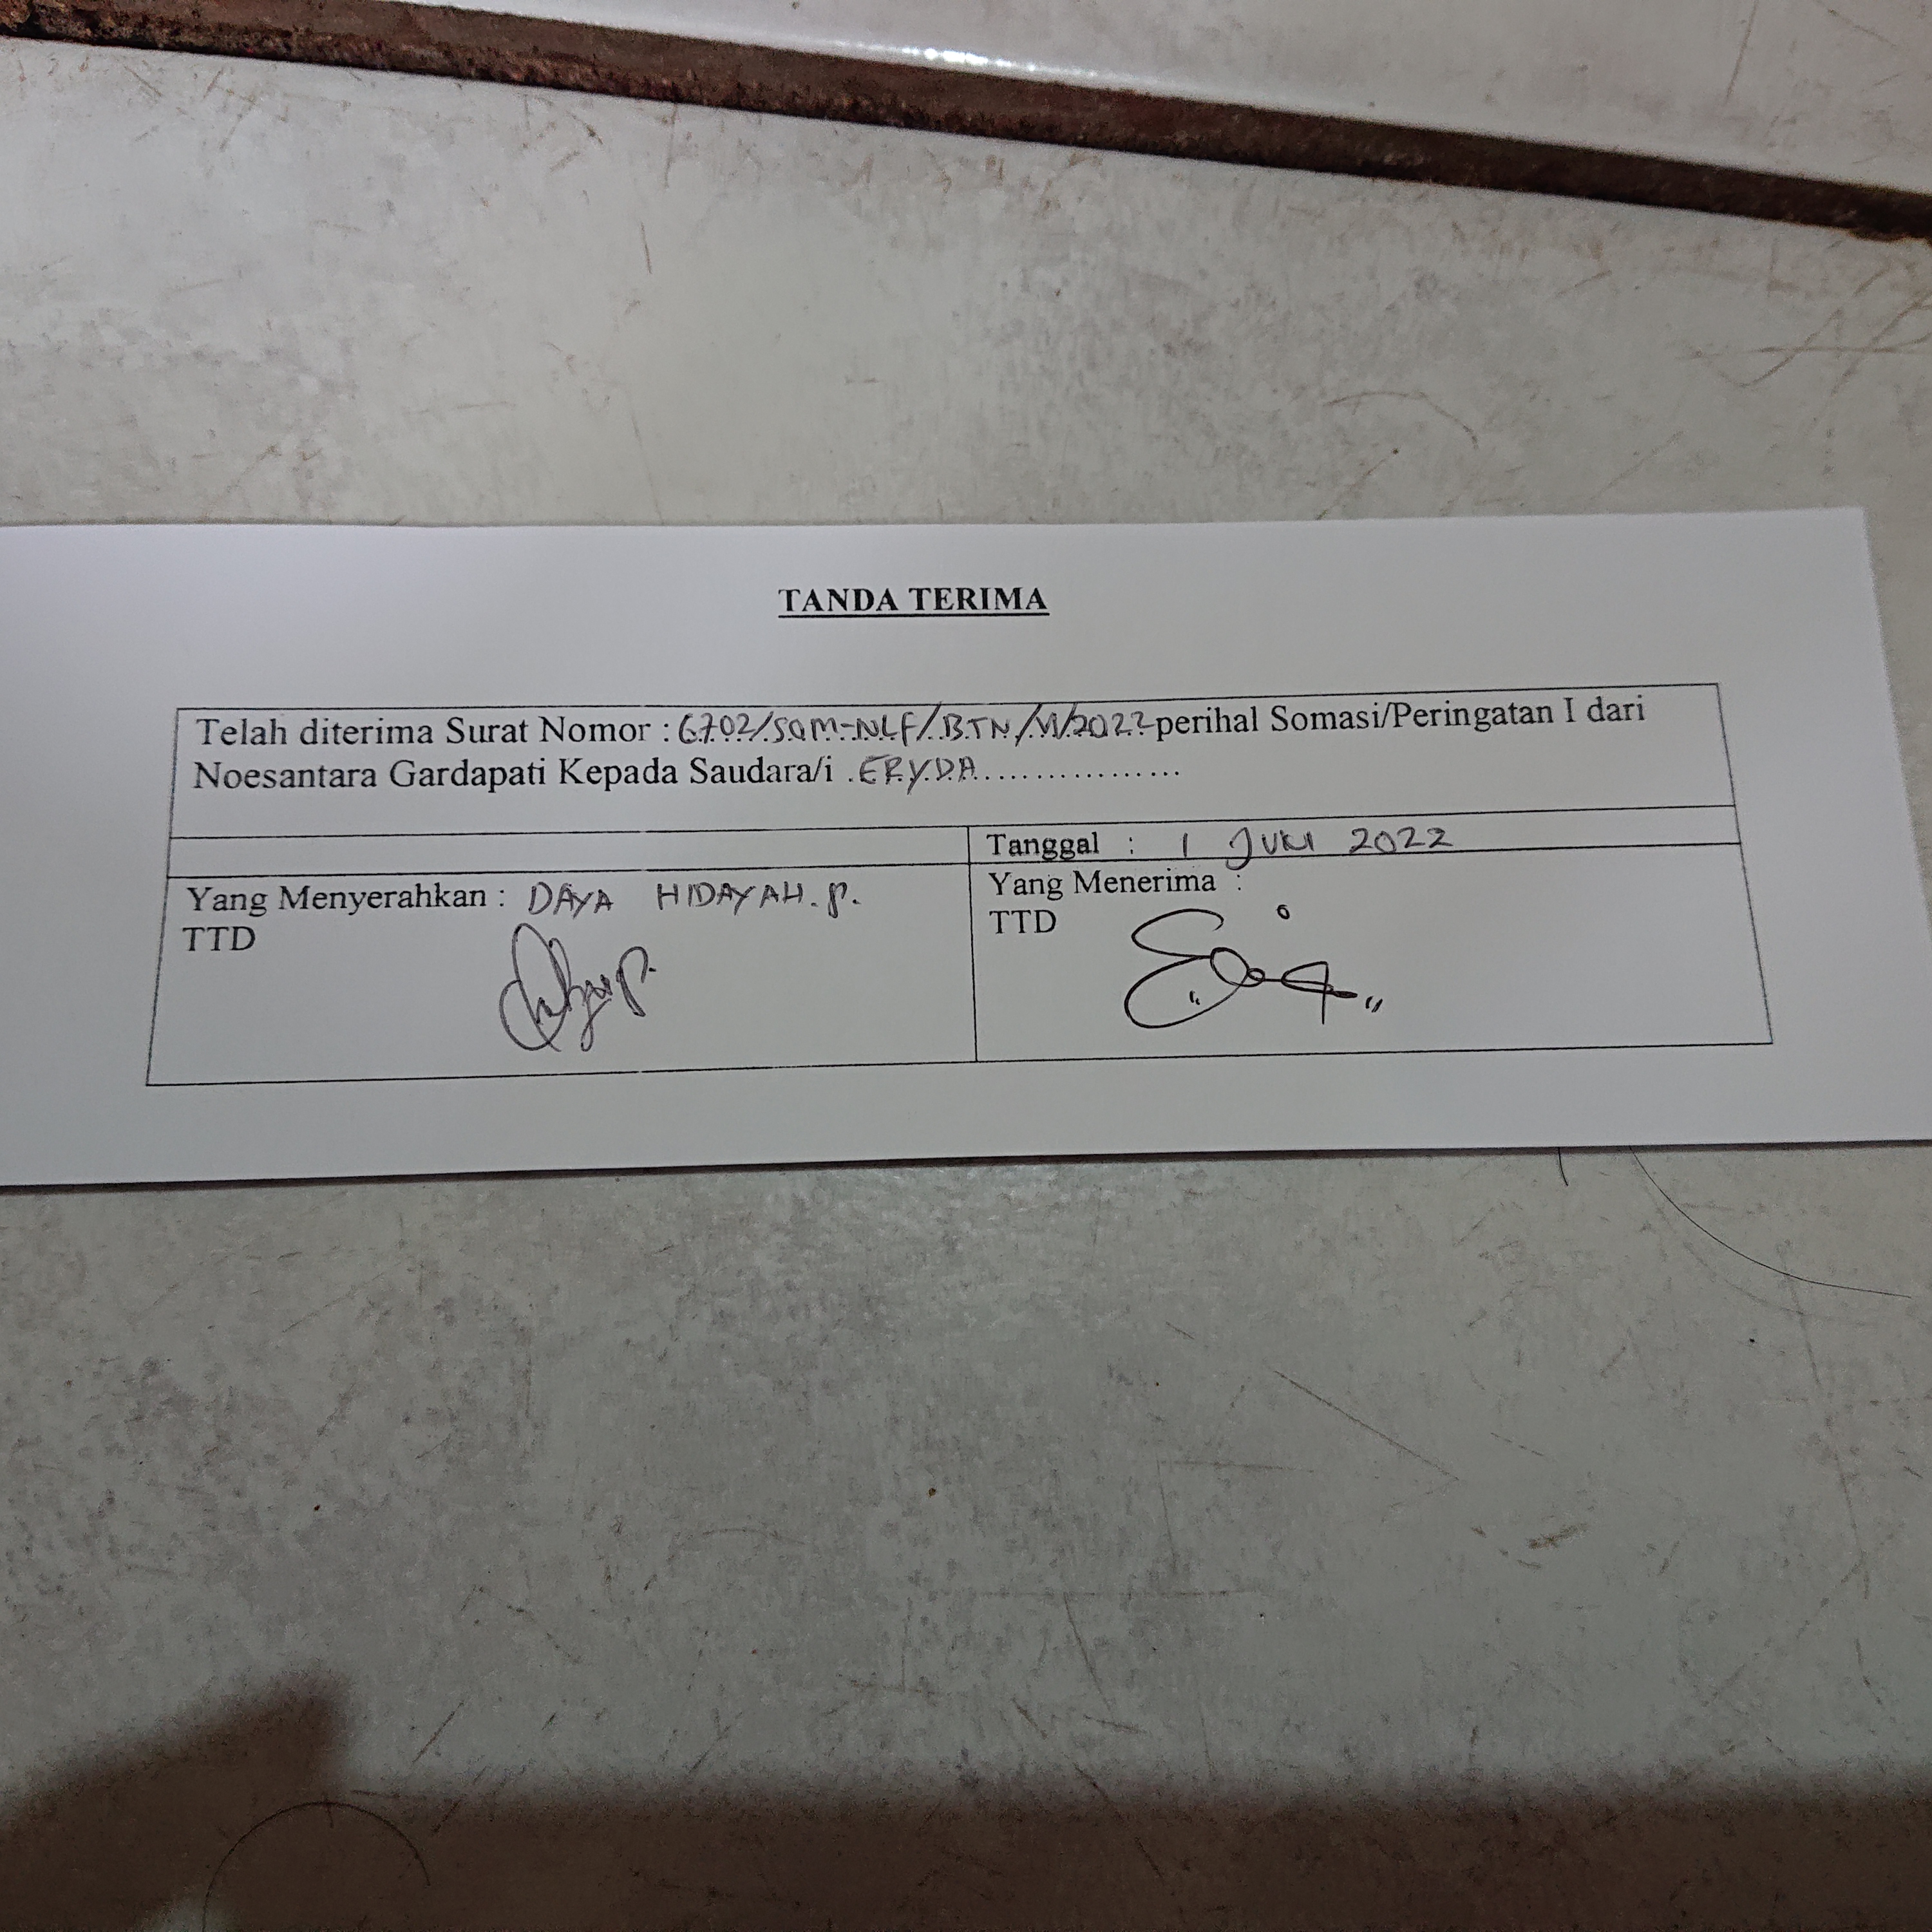 TANDA TERIMA
Telah diterima Surat Nomor : 6702/SOM-NLF/BTN/VI/2022 perihal Somasi/Peringatan I dari
Noesantara Gardapati Kepada Saudara/i .ERYDA.................
Tanggal : 1 JUNI 2022
Yang Menyerahkan : DAYA HIDAYAH.P.
TTD
Yang Menerima :
TTD